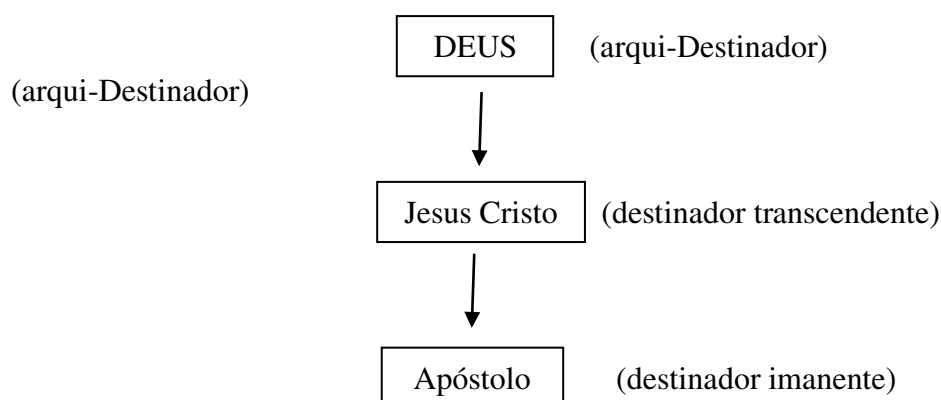 DEUS (arqui-Destinador)
(arqui-Destinador)
Jesus Cristo (destinador transcendente)
Apóstolo (destinador imanente)